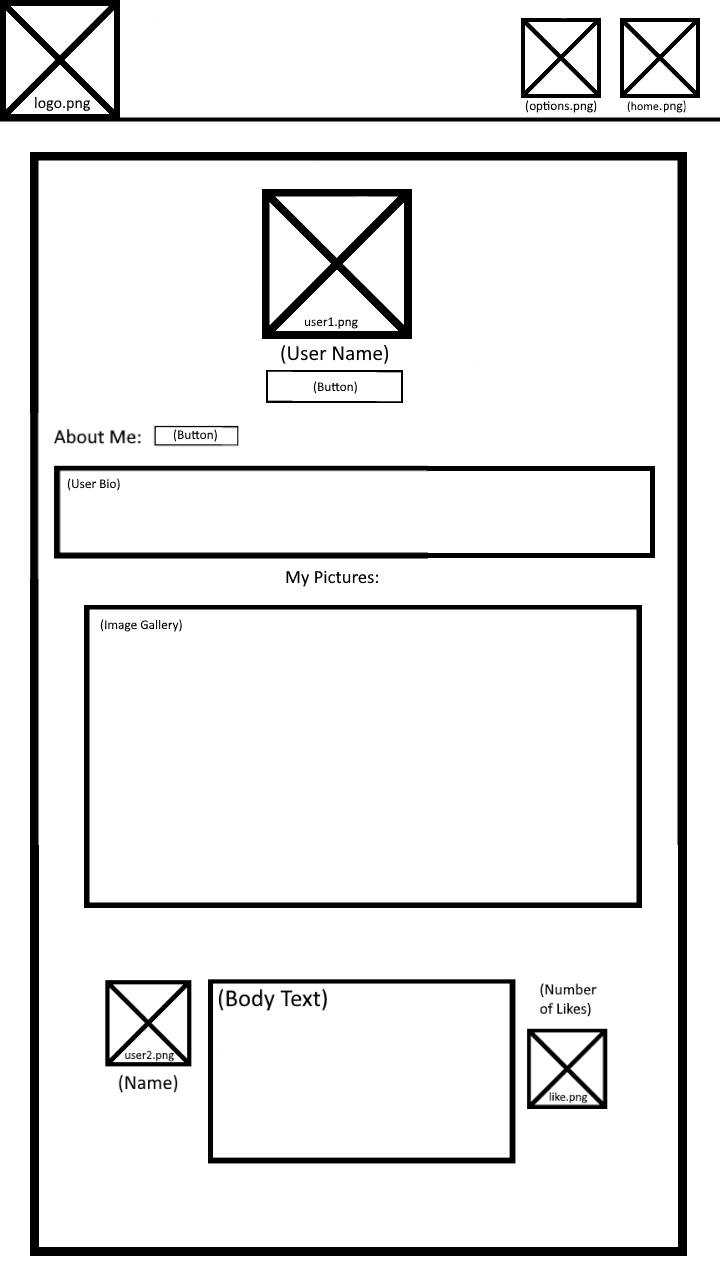 logo.png
(options.png)
(home.png)
user1.png
(User Name)
(Button)
About Me: (Button)
(User Bio)
My Pictures:
(Image Gallery)
(Body Text)
(Number
of Likes)
user2.png
(Name)
like.png